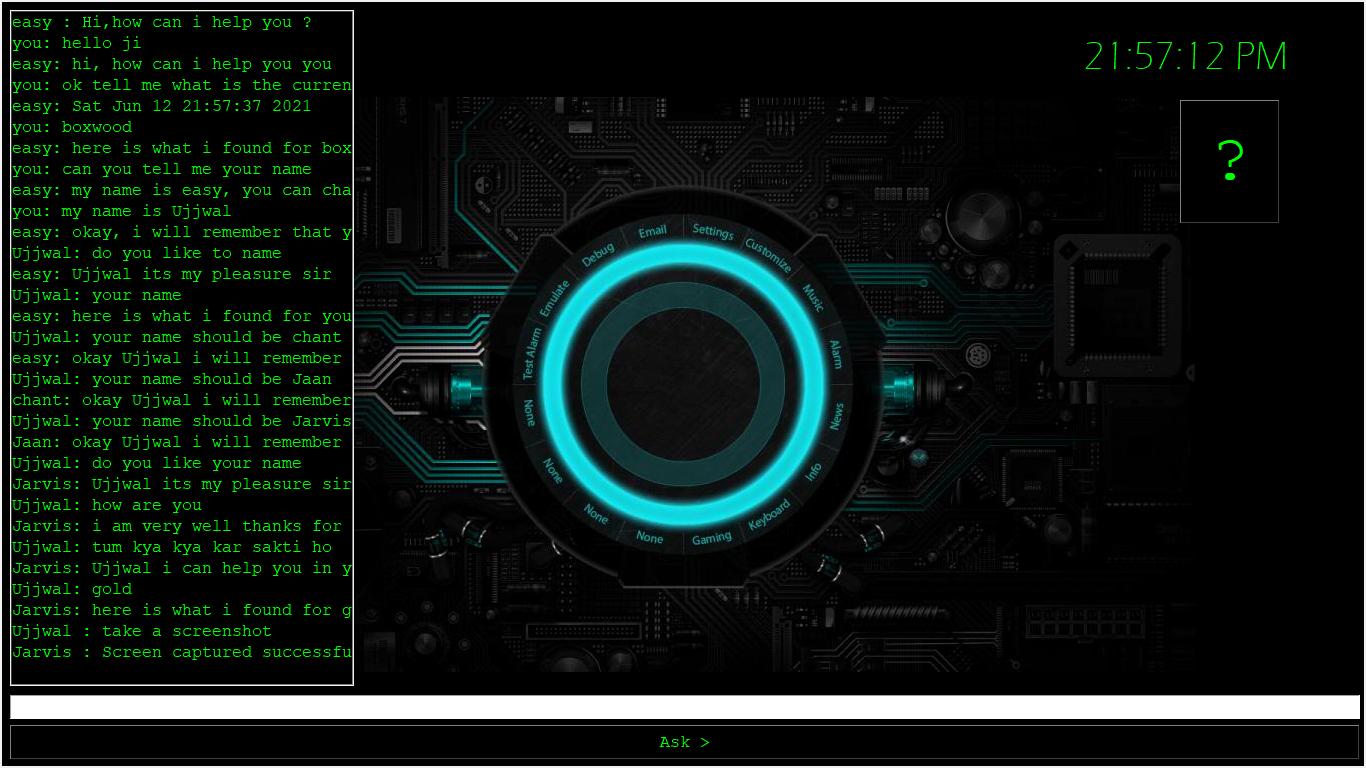 easy : Hi,how can i help you ?
you: hello ji
easy: hi, how can i help you you
you: ok tell me what is the curren
easy: Sat Jun 12 21:57:37 2021
you: boxwood
easy: here is what i found for box
you: can you tell me your name
easy: my name is easy, you can cha
you: my name is Ujjwal
easy: okay, i will remember that y
Ujjwal: do you like to name
easy: Ujjwal its my pleasure sir
Ujjwal: your name
easy: here is what i found for you
Ujjwal: your name should be chant
easy: okay Ujjwal i will remember
Ujjwal: your name should be Jaan
chant: okay Ujjwal i will remember
Ujjwal: your name should be Jarvis
Jaan: okay Ujjwal i will remember
Ujjwal: do you like your name
Jarvis: Ujjwal its my pleasure sir
Ujjwal: how are you
Jarvis: i am very well thanks for
Ujjwal: tum kya kya kar sakti ho
Jarvis: Ujjwal i can help you in y
Ujjwal: gold
Jarvis: here is what i found for g
Ujjwal : take a screenshot
Jarvis : Screen captured successfu
21:57:12 PM
?
Email
Settings
Customize
Music
Alarm
News
Info
Keyboard
Gaming
None
None
None
None
Test Alarm
Emulate
Debug
Ask >